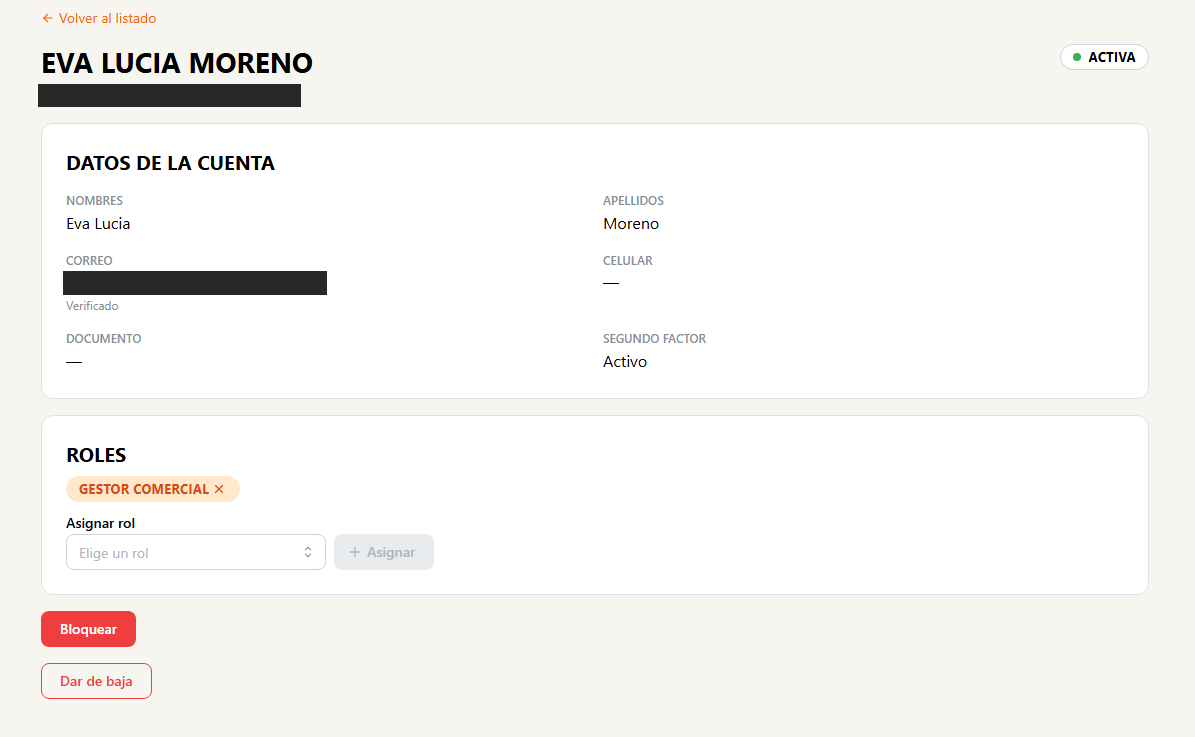 ← Volver al listado
EVA LUCIA MORENO
ACTIVA
DATOS DE LA CUENTA
NOMBRES
Eva Lucia
APELLIDOS
Moreno
CORREO
Verificado
CELULAR
—
DOCUMENTO
—
SEGUNDO FACTOR
Activo
ROLES
GESTOR COMERCIAL ×
Asignar rol
Elige un rol
+ Asignar
Bloquear
Dar de baja